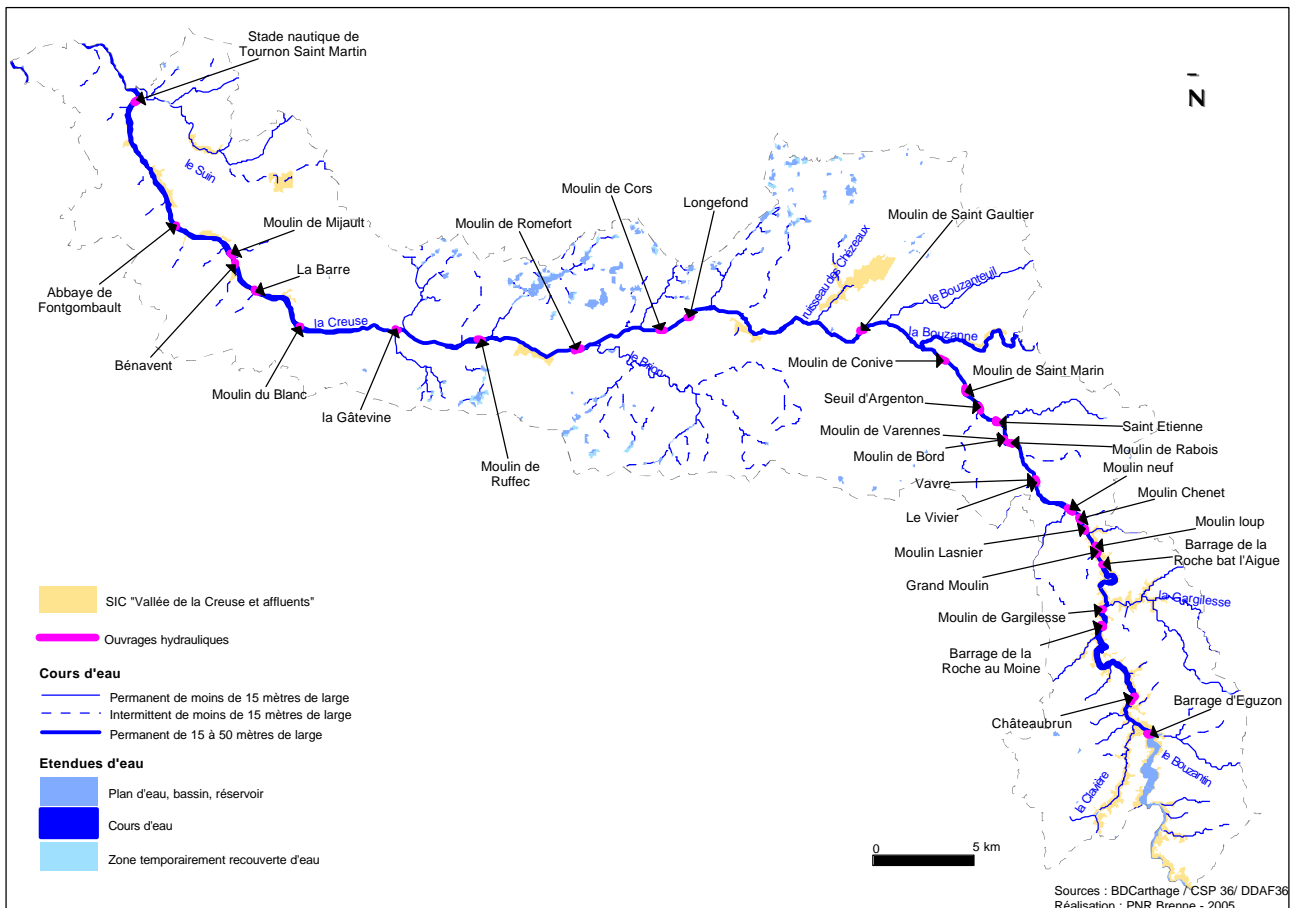 Stade nautique de
Tournon Saint Martin
N
le Suin
Moulin de Cors
Longefond
Moulin de Romefort
Moulin de Saint Gaultier
Moulin de Mijault
La Barre
ruisseau des Chézeaux
le Bouzanteuil
Abbaye de
Fontgombault
la Creuse
la Bouzanne
Bénavent
le Brion
Moulin de Conive
Moulin de Saint Marin
Moulin du Blanc
Seuil d'Argenton
la Gâtevine
Saint Etienne
Moulin de Varennes
Moulin de Rabois
Moulin de Bord
Moulin de
Ruffec
Moulin neuf
Vavre
Moulin Chenet
Le Vivier
Moulin loup
Moulin Lasnier
Barrage de la
Roche bat l'Aigue
Grand Moulin
la Gargilesse
Moulin de Gargilesse
Barrage de la
Roche au Moine
Barrage d'Eguzon
Châteaubrun
le Bouzantin
la Clavière
SIC "Vallée de la Creuse et affluents"
Ouvrages hydrauliques
Cours d'eau
Permanent de moins de 15 mètres de large
Intermittent de moins de 15 mètres de large
Permanent de 15 à 50 mètres de large
Etendues d'eau
Plan d'eau, bassin, réservoir
Cours d'eau
Zone temporairement recouverte d'eau
0 5 km
Sources : BDCarthage / CSP 36/ DDAF36
Réalisation : PNR Brenne - 2005